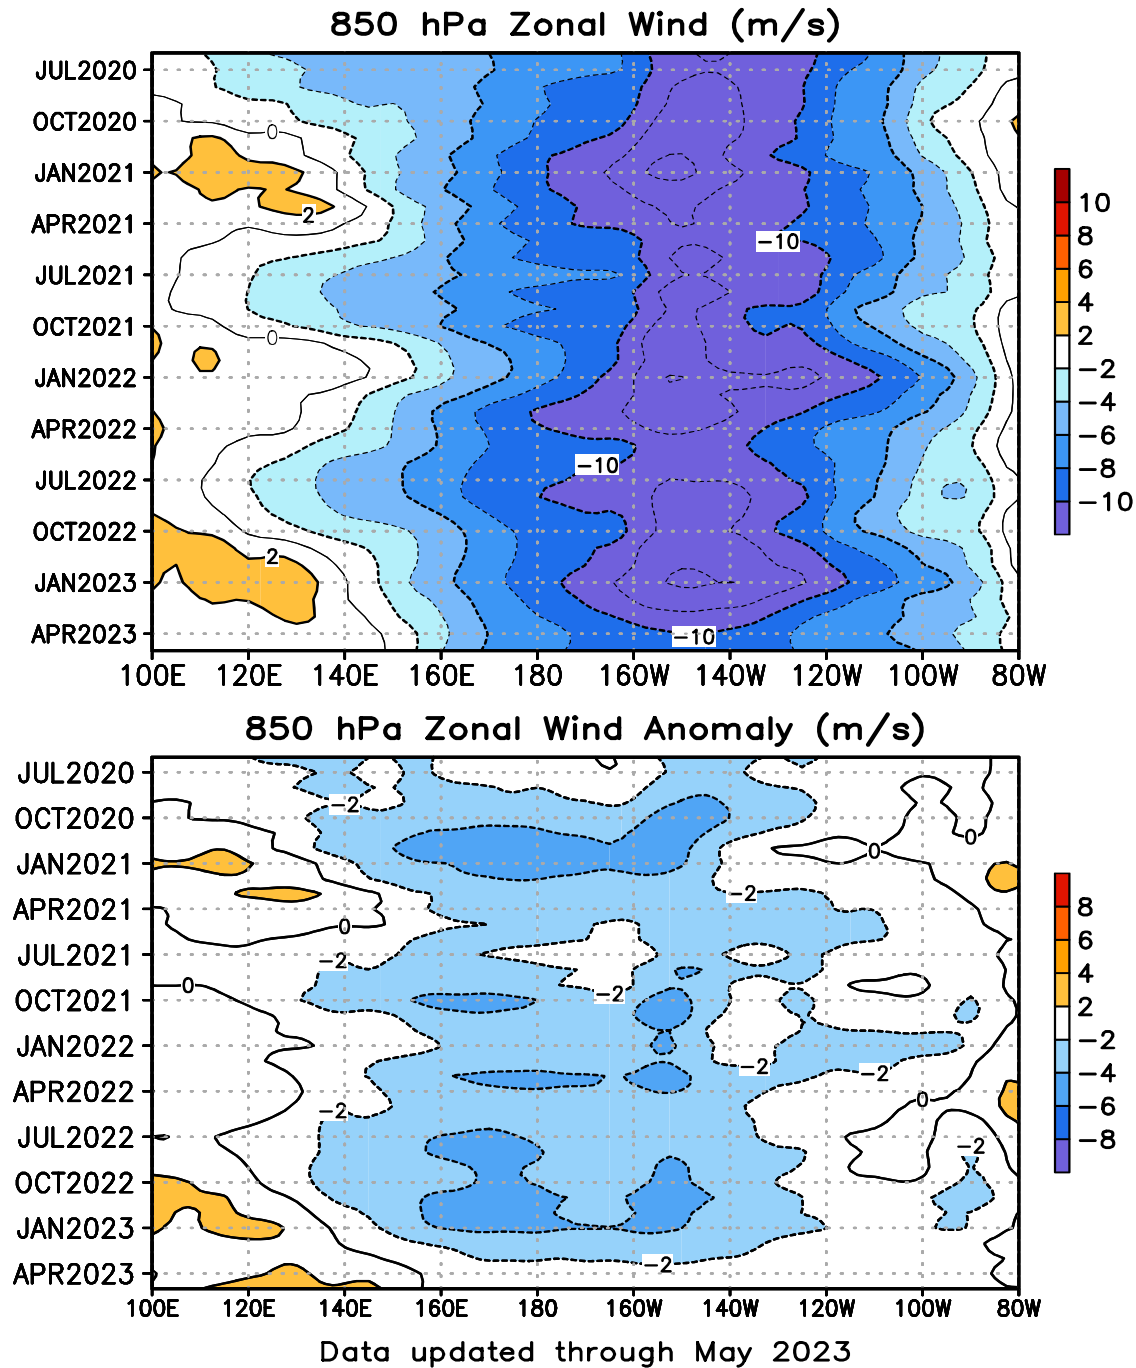 850 hPa Zonal Wind (m/s)
JUL2020
OCT2020
JAN2021
APR2021
JUL2021
OCT2021
JAN2022
APR2022
JUL2022
OCT2022
JAN2023
APR2023
0
2
-10
0
-10
2
-10
100E 120E 140E 160E 180 160W 140W 120W 100W 80W
10
8
6
4
2
-2
-4
-6
-8
-10
850 hPa Zonal Wind Anomaly (m/s)
JUL2020
OCT2020
JAN2021
APR2021
JUL2021
OCT2021
JAN2022
APR2022
JUL2022
OCT2022
JAN2023
APR2023
-2
0
0
-2
0
-2
0
-2
-2
-2
0
-2
-2
-2
100E 120E 140E 160E 180 160W 140W 120W 100W 80W
8
6
4
2
-2
-4
-6
-8
Data updated through May 2023